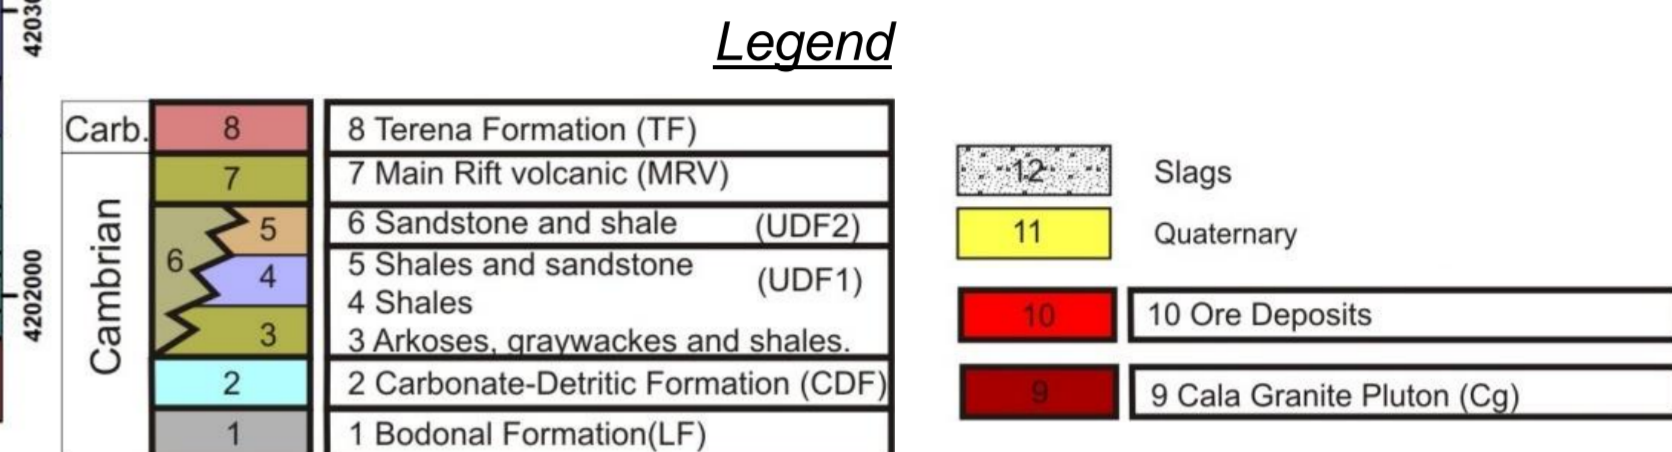 4203
Legend
Carb.
8
8 Terena Formation (TF)
7
7 Main Rift volcanic (MRV)
Cambrian
6
5
4
3
6 Sandstone and shale (UDF2)
5 Shales and sandstone (UDF1)
4 Shales
3 Arkoses, graywackes and shales.
2
2 Carbonate-Detritic Formation (CDF)
1
1 Bodonal Formation(LF)
4202000
12
Slags
11
Quaternary
10
10 Ore Deposits
9
9 Cala Granite Pluton (Cg)